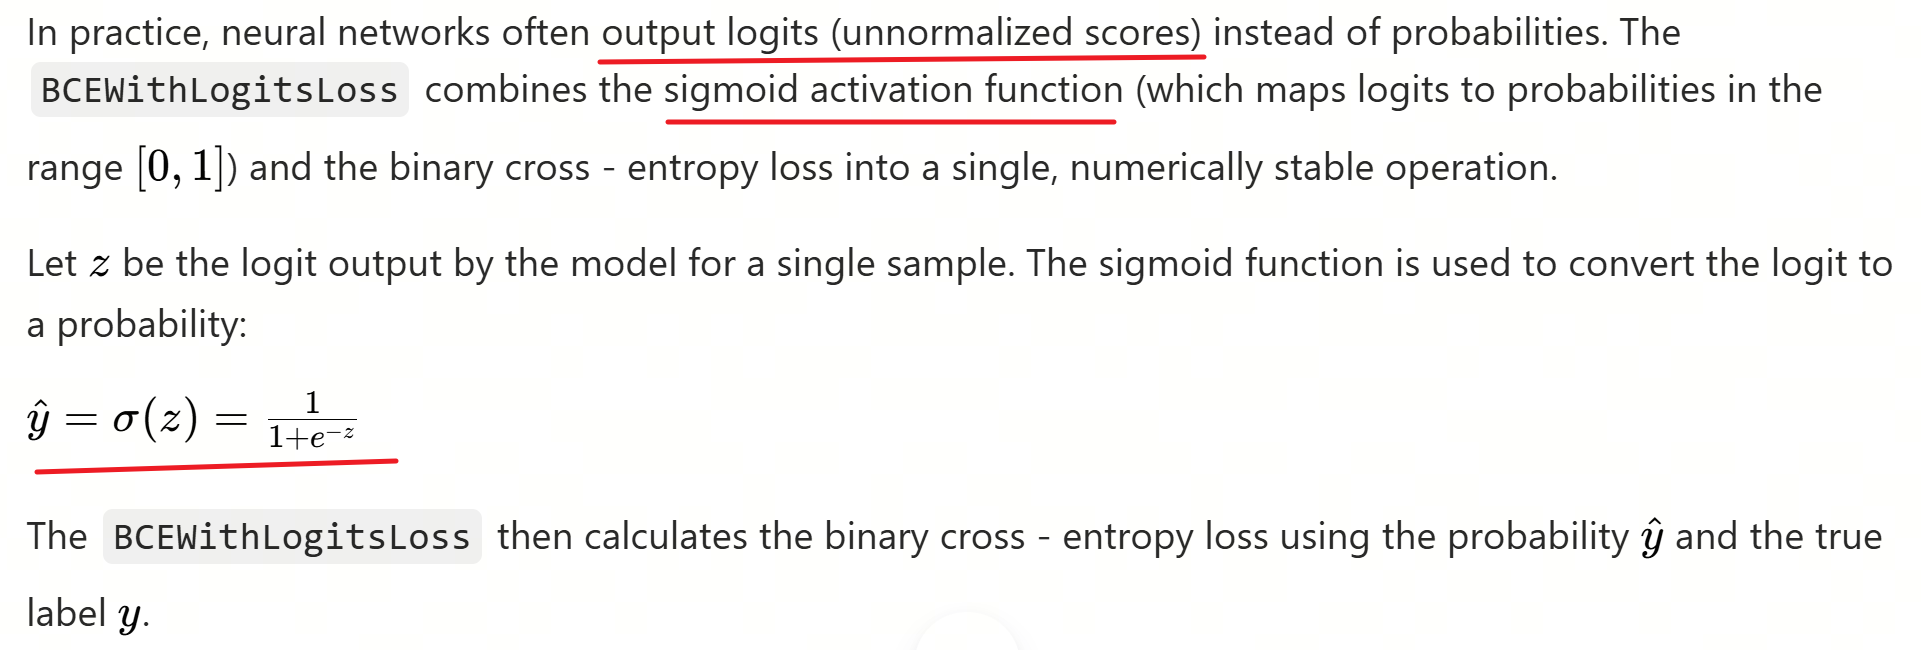 In practice, neural networks often output logits (unnormalized scores) instead of probabilities. The
BCEWithLogitsLoss combines the sigmoid activation function (which maps logits to probabilities in the
range [0, 1]) and the binary cross - entropy loss into a single, numerically stable operation.
Let z be the logit output by the model for a single sample. The sigmoid function is used to convert the logit to
a probability:
ŷ = σ(z) = 1/(1+e^{-z})
The BCEWithLogitsLoss then calculates the binary cross - entropy loss using the probability ŷ and the true
label y.